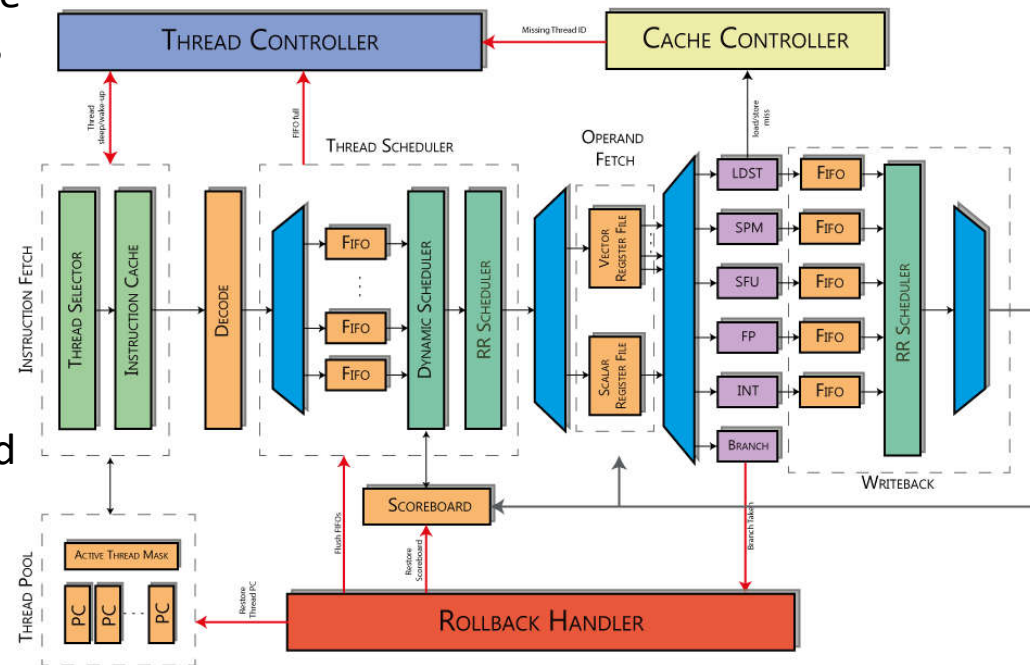 THREAD CONTROLLER
Missing Thread ID
CACHE CONTROLLER
Thread
sleep/wake-up
FIFO full
load/store
miss
THREAD SCHEDULER
OPERAND
FETCH
INSTRUCTION FETCH
THREAD SELECTOR
INSTRUCTION CACHE
DECODE
FIFO
FIFO
FIFO
DYNAMIC SCHEDULER
RR SCHEDULER
VECTOR
REGISTER FILE
SCALAR
REGISTER FILE
LDST
SPM
SFU
FP
INT
BRANCH
FIFO
FIFO
FIFO
FIFO
FIFO
RR SCHEDULER
WRITEBACK
d
SCOREBOARD
Flush FIFOs
Restore
Scoreboard
Branch Taken
THREAD POOL
ACTIVE THREAD MASK
PC
PC
PC
Restore
Thread PC
ROLLBACK HANDLER